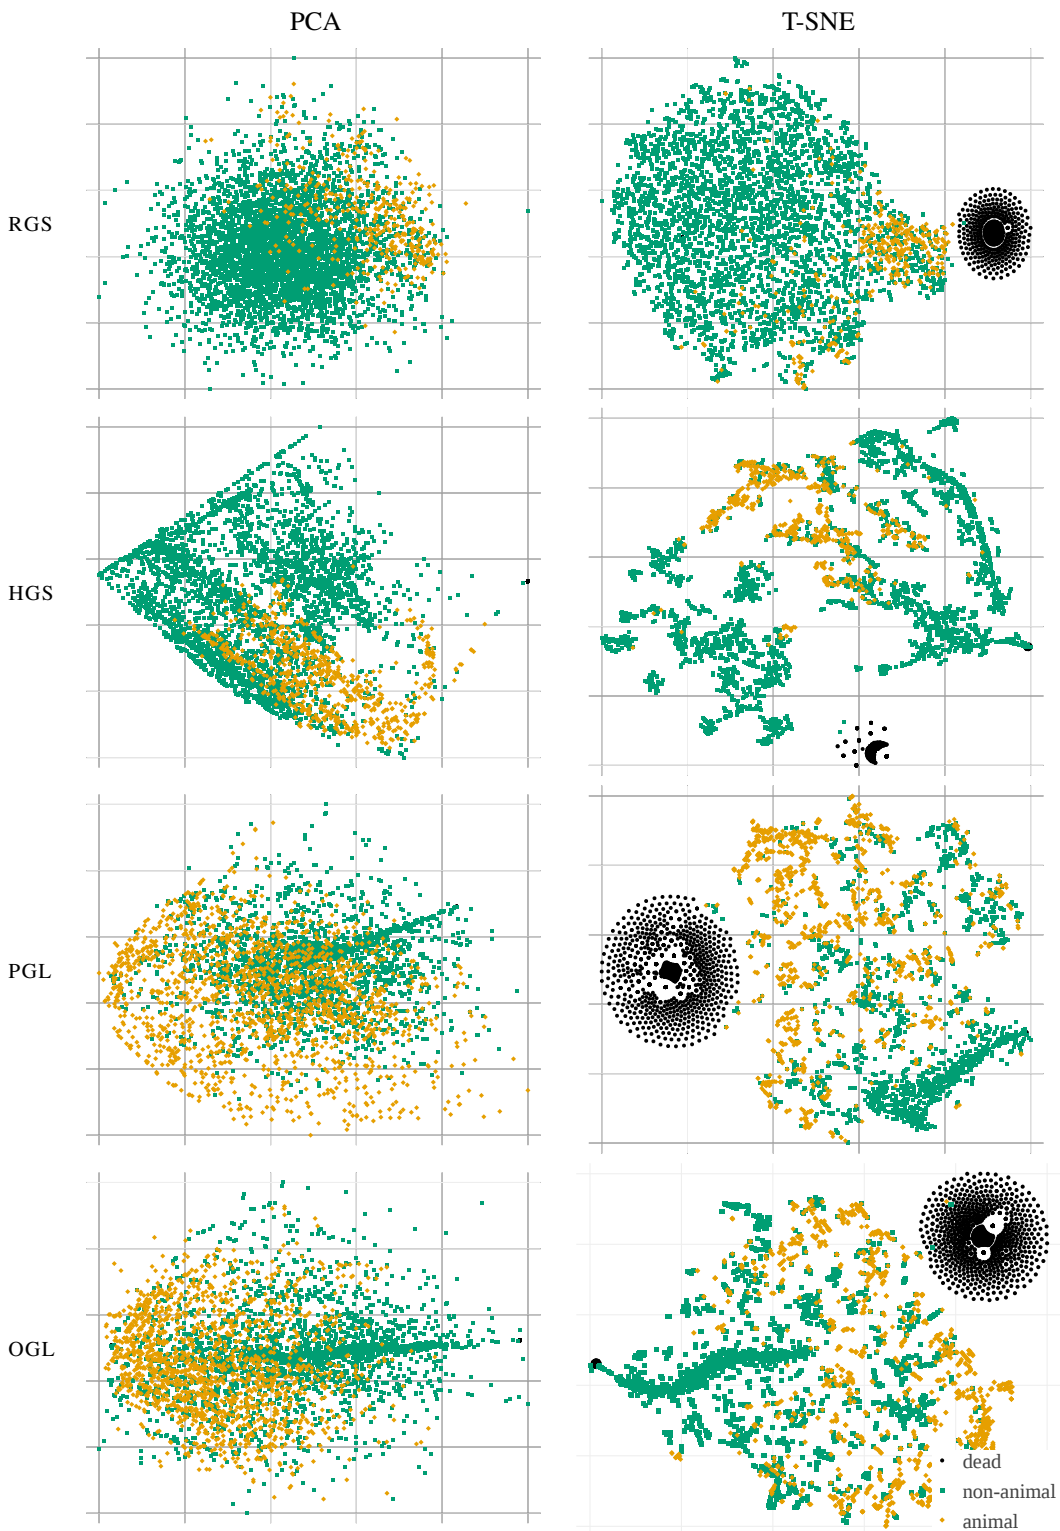 PCA T-SNE
RGS
HGS
PGL
OGL
dead
non-animal
animal